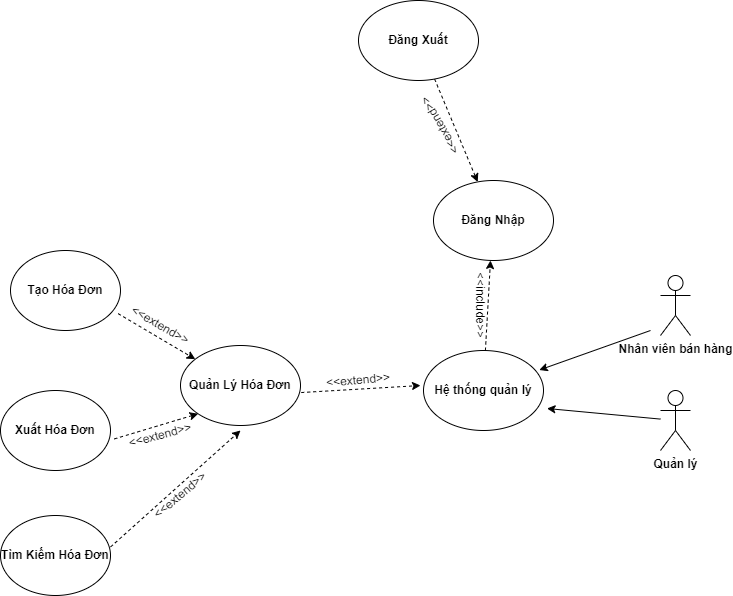 Đăng Xuất
<<extend>>
Đăng Nhập
Tạo Hóa Đơn
<<extend>>
<<include>>
Nhân viên bán hàng
Quản Lý Hóa Đơn
<<extend>>
Hệ thống quản lý
Xuất Hóa Đơn
<<extend>>
Quản lý
<<extend>>
Tìm Kiếm Hóa Đơn